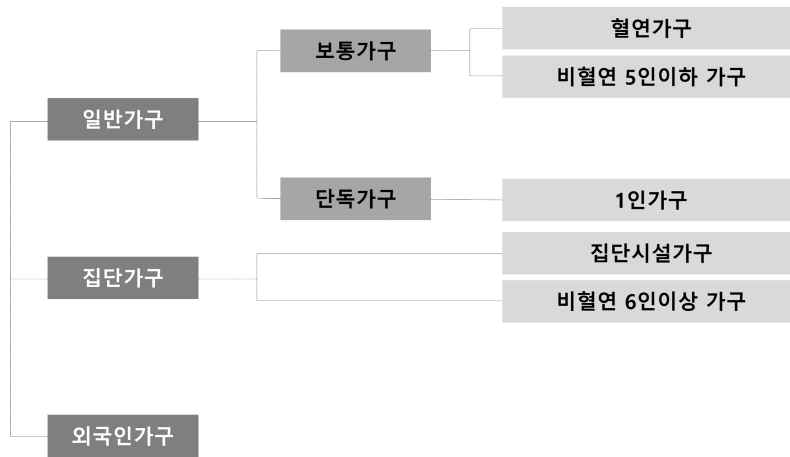 혈연가구
보통가구
비혈연 5인이하 가구
일반가구
단독가구
1인가구
집단시설가구
집단가구
비혈연 6인이상 가구
외국인가구